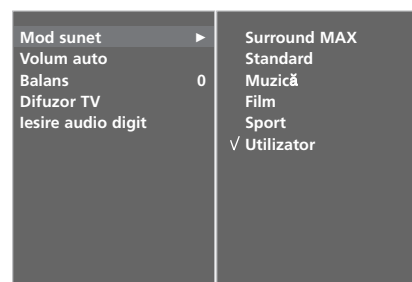 Mod sunet ►
Volum auto
Balans 0
Difuzor TV
Iesire audio digit
Surround MAX
Standard
Muzică
Film
Sport
√ Utilizator